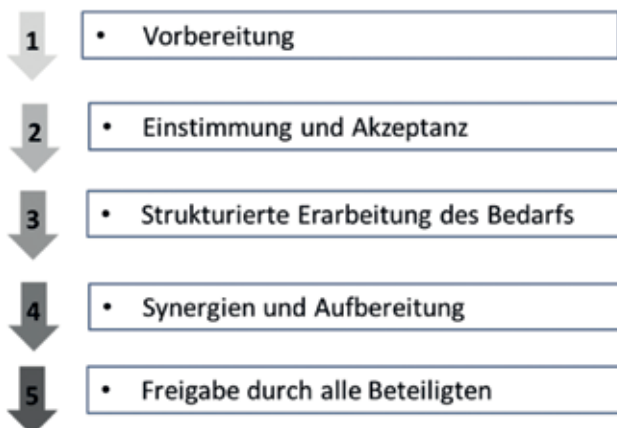 1 • Vorbereitung
2 • Einstimmung und Akzeptanz
3 • Strukturierte Erarbeitung des Bedarfs
4 • Synergien und Aufbereitung
5 • Freigabe durch alle Beteiligten